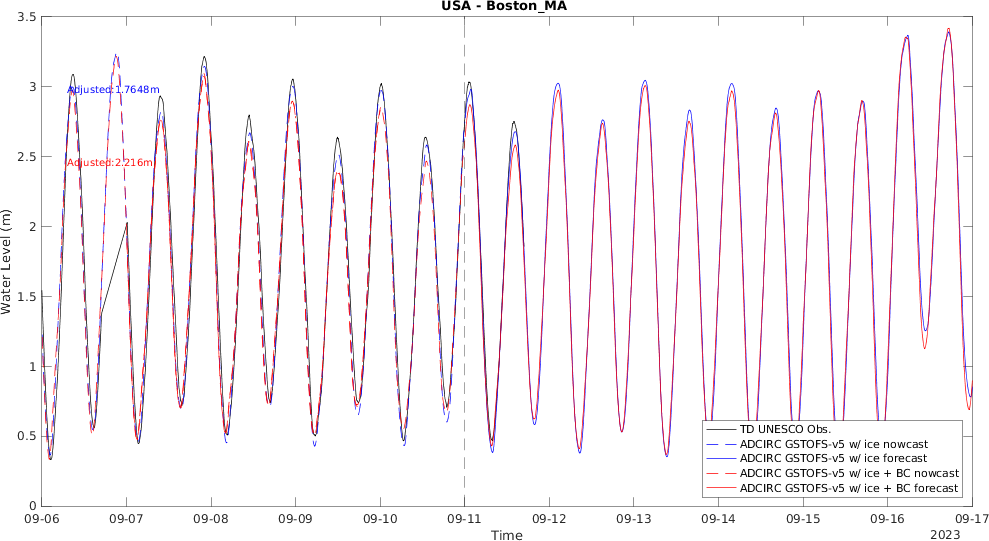 USA - Boston_MA
3.5
3
2.5
2
1.5
1
0.5
0
Water Level (m)
Adjusted:1.7648m
Adjusted:2.216m
TD UNESCO Obs.
ADCIRC GSTOFS-v5 w/ ice nowcast
ADCIRC GSTOFS-v5 w/ ice forecast
ADCIRC GSTOFS-v5 w/ ice + BC nowcast
ADCIRC GSTOFS-v5 w/ ice + BC forecast
09-06 09-07 09-08 09-09 09-10 09-11 09-12 09-13 09-14 09-15 09-16 09-17
Time
2023